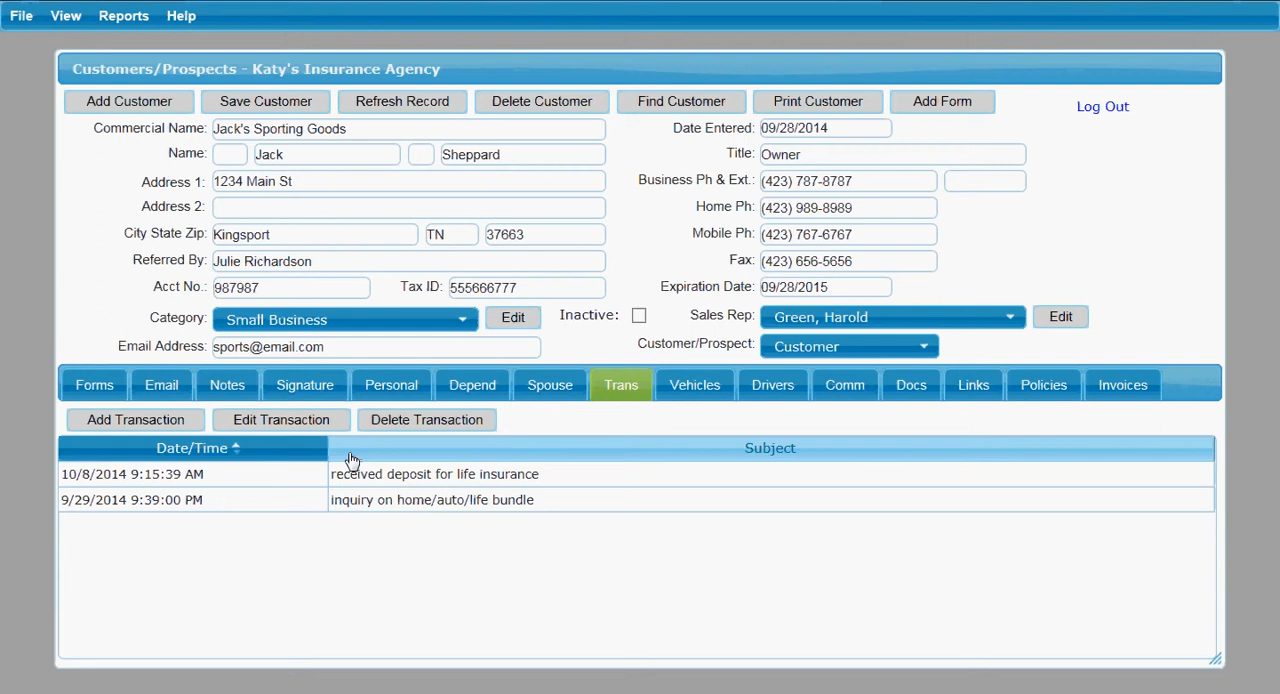 File View Reports Help
Customers/Prospects - Katy's Insurance Agency
Add Customer Save Customer Refresh Record Delete Customer Find Customer Print Customer Add Form Log Out
Commercial Name: Jack's Sporting Goods Date Entered: 09/28/2014
Name: Jack Sheppard Title: Owner
Address 1: 1234 Main St Business Ph & Ext.: (423) 787-8787
Address 2: Home Ph: (423) 989-8989
City State Zip: Kingsport TN 37663 Mobile Ph: (423) 767-6767
Referred By: Julie Richardson Fax: (423) 656-5656
Acct No.: 987987 Tax ID: 555666777 Expiration Date: 09/28/2015
Category: Small Business Edit Inactive: Sales Rep: Green, Harold Edit
Email Address: sports@email.com Customer/Prospect: Customer
Forms Email Notes Signature Personal Depend Spouse Trans Vehicles Drivers Comm Docs Links Policies Invoices
Add Transaction Edit Transaction Delete Transaction
Date/Time Subject
10/8/2014 9:15:39 AM received deposit for life insurance
9/29/2014 9:39:00 PM inquiry on home/auto/life bundle